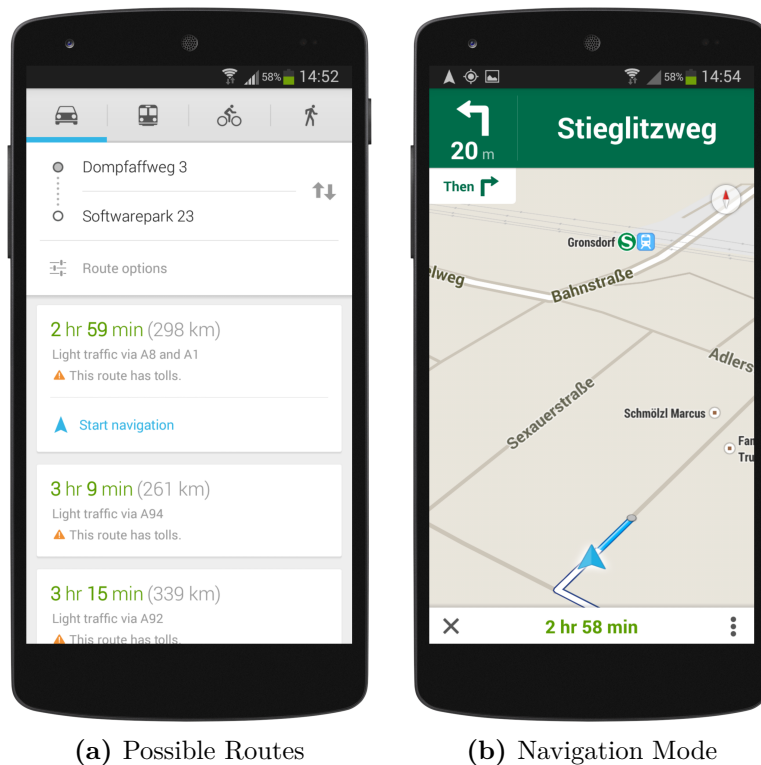 58% 14:52
Dompfaffweg 3
Softwarepark 23
Route options
2 hr 59 min (298 km)
Light traffic via A8 and A1
This route has tolls.
Start navigation
3 hr 9 min (261 km)
Light traffic via A94
This route has tolls.
3 hr 15 min (339 km)
Light traffic via A92
This route has tolls.
(a) Possible Routes
58% 14:54
Stieglitzweg
20 m
Then
Gronsdorf S
elweg
Bahnstraße
Adlers
Sexauerstraße
Schmölzl Marcus
Fan
Tru
2 hr 58 min
(b) Navigation Mode